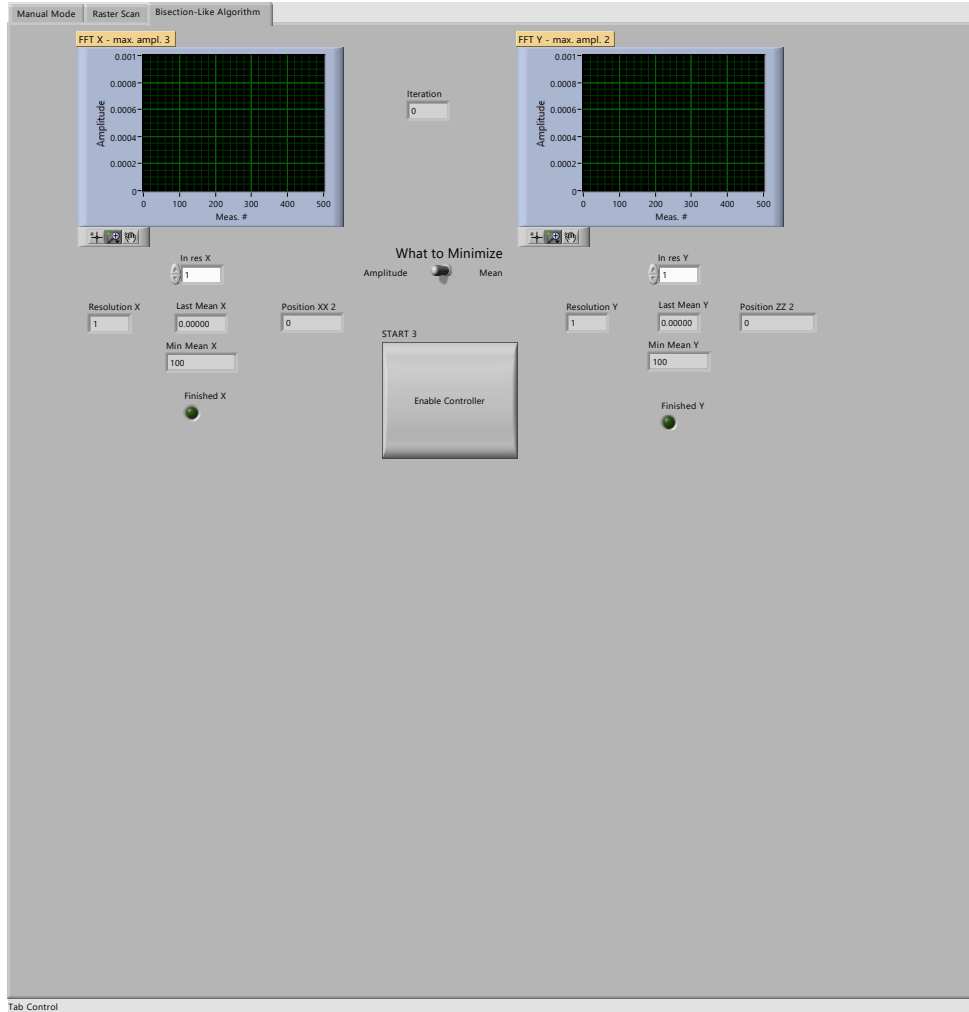 Manual Mode Raster Scan Bisection-Like Algorithm
FFT X - max. ampl. 3
0.001
0.0008
0.0006
0.0004
0.0002
0
Amplitude
0 100 200 300 400 500
Meas. #
Iteration
0
FFT Y - max. ampl. 2
0.001
0.0008
0.0006
0.0004
0.0002
0
Amplitude
0 100 200 300 400 500
Meas. #
In res X
1
Resolution X
1
Last Mean X
0.00000
Position XX 2
0
Min Mean X
100
Finished X
What to Minimize
Amplitude Mean
START 3
Enable Controller
In res Y
1
Resolution Y
1
Last Mean Y
0.00000
Position ZZ 2
0
Min Mean Y
100
Finished Y
Tab Control